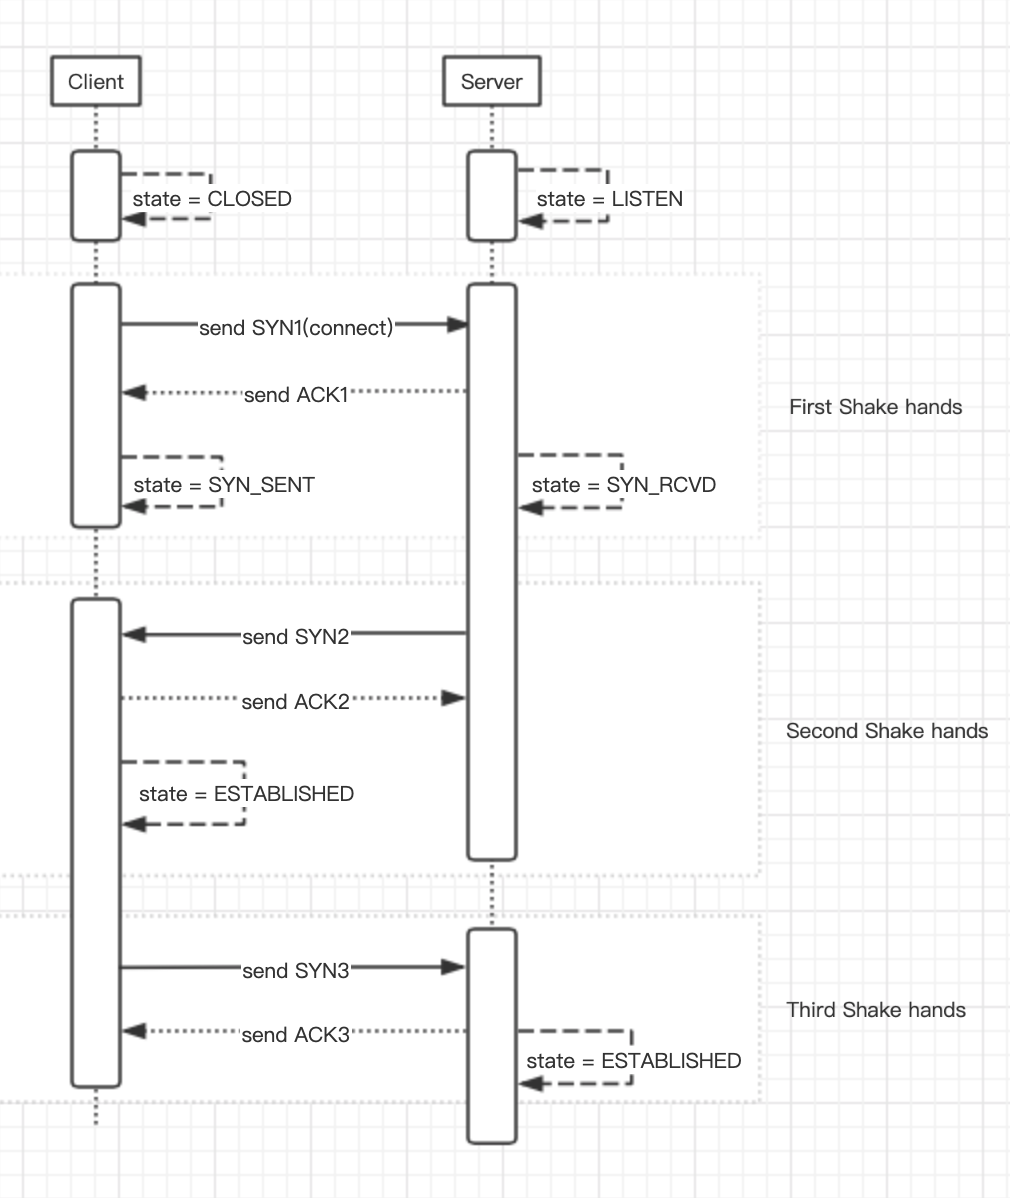 Client
Server
state = CLOSED
state = LISTEN
send SYN1(connect)
send ACK1
First Shake hands
state = SYN_SENT
state = SYN_RCVD
send SYN2
send ACK2
Second Shake hands
state = ESTABLISHED
send SYN3
Third Shake hands
send ACK3
state = ESTABLISHED